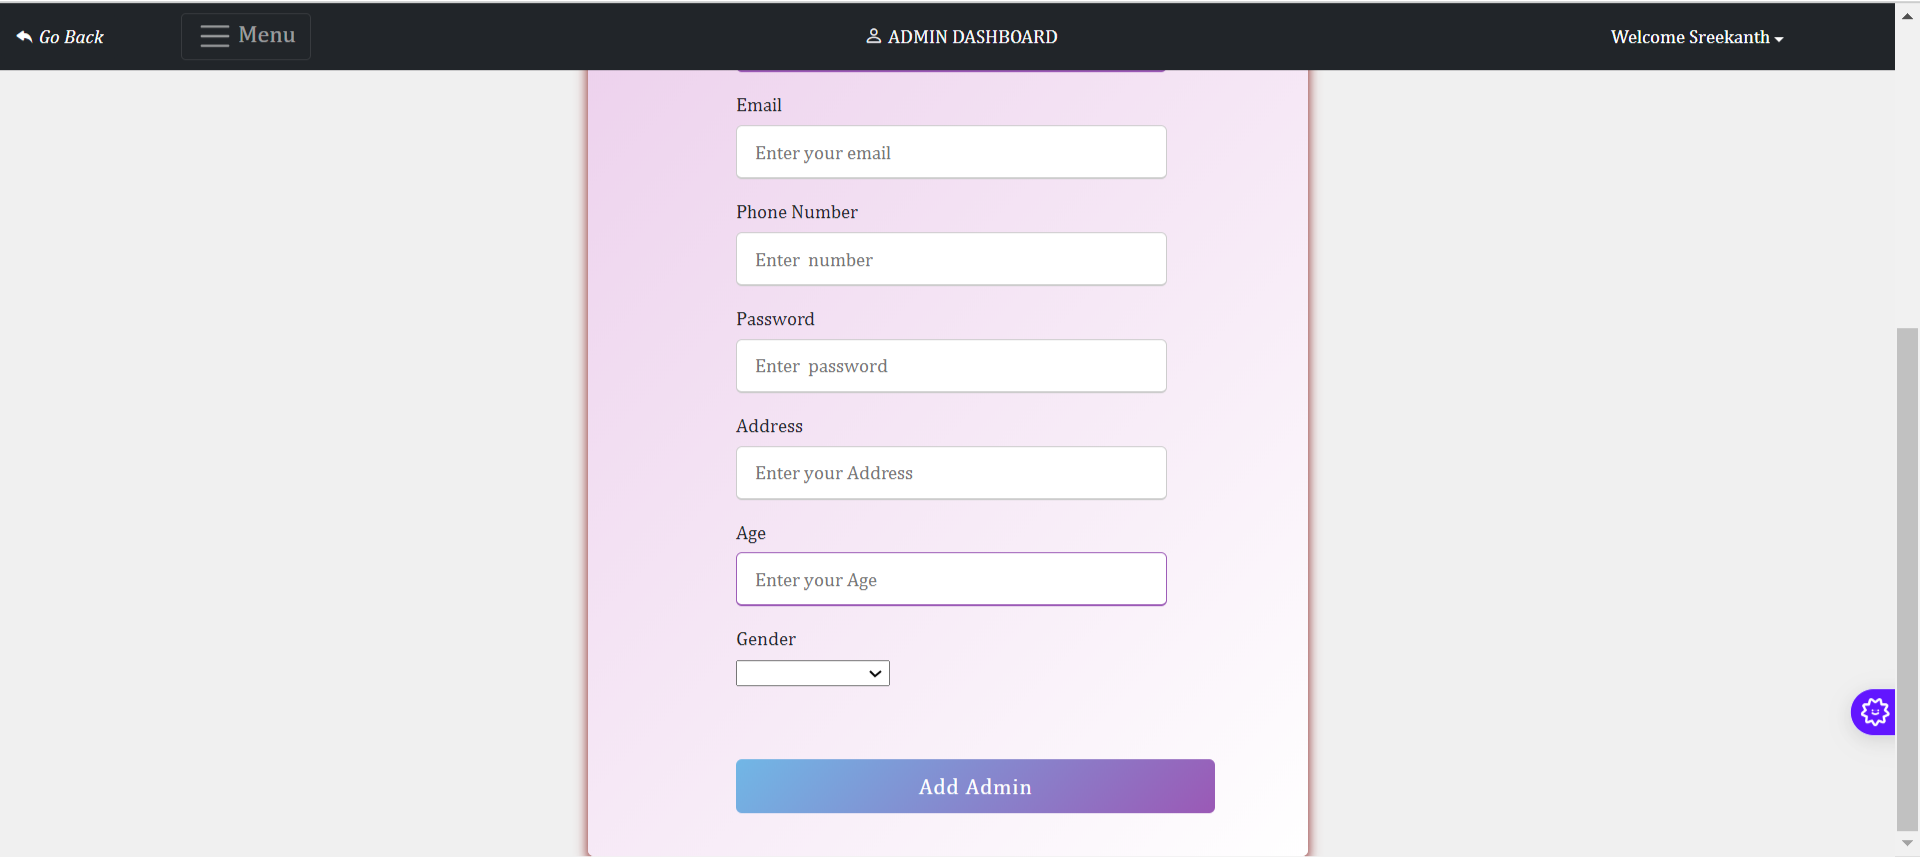 Go Back
Menu
ADMIN DASHBOARD
Welcome Sreekanth
Email
Enter your email
Phone Number
Enter  number
Password
Enter  password
Address
Enter your Address
Age
Enter your Age
Gender
Add Admin